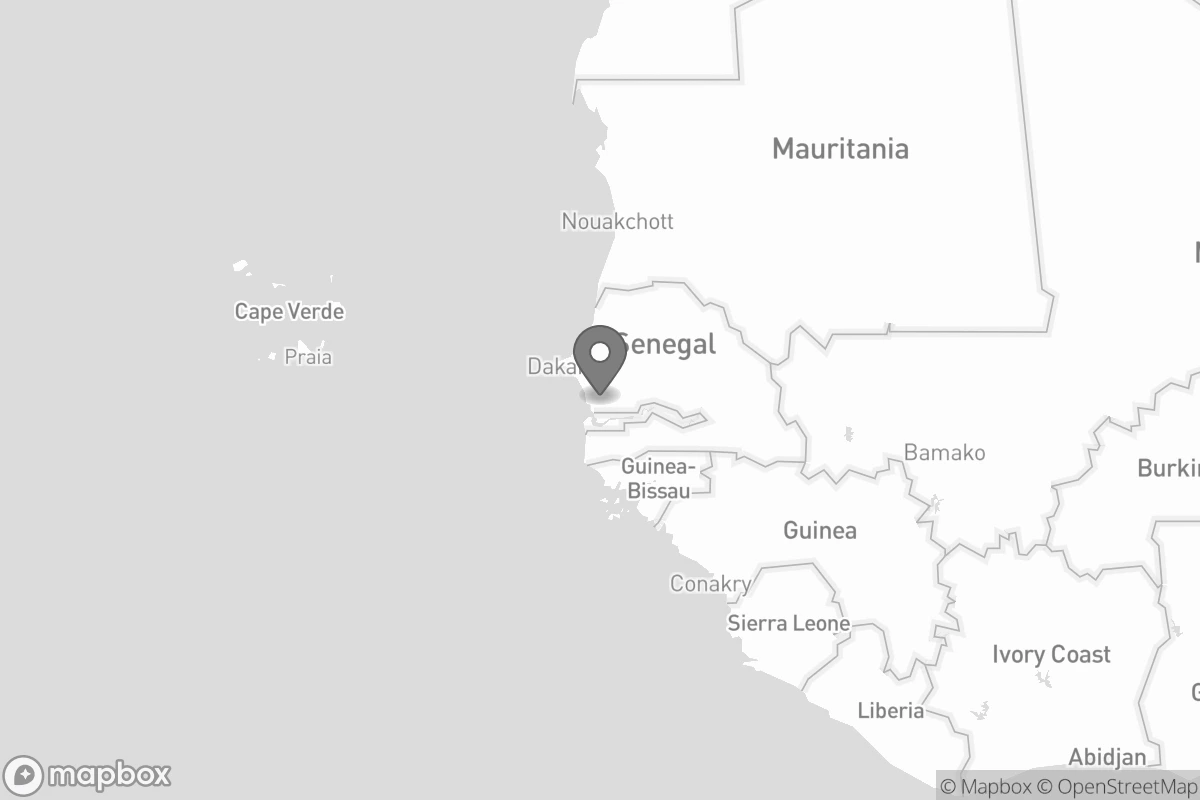 Mauritania
Nouakchott
Cape Verde
Praia
Senegal
Dakar
Bamako
Guinea-
Bissau
Guinea
Conakry
Sierra Leone
Ivory Coast
Liberia
Abidjan
mapbox
© Mapbox © OpenStreetMap